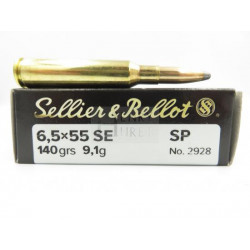 Sellier & Bellot
6,5×55 SE SP
140grs 9,1g No. 2928